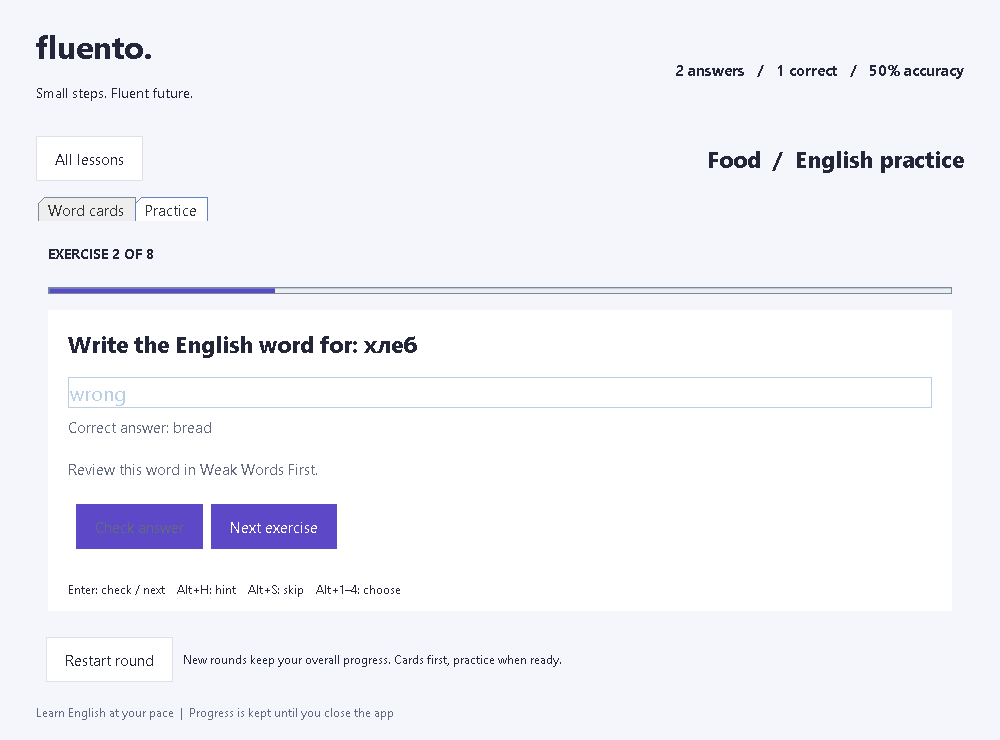 fluento.
2 answers / 1 correct / 50% accuracy
Small steps. Fluent future.
All lessons
Food / English practice
Word cards
Practice
EXERCISE 2 OF 8
Write the English word for: хлеб
wrong
Correct answer: bread
Review this word in Weak Words First.
Check answer
Next exercise
Enter: check / next Alt+H: hint Alt+S: skip Alt+1–4: choose
Restart round
New rounds keep your overall progress. Cards first, practice when ready.
Learn English at your pace | Progress is kept until you close the app